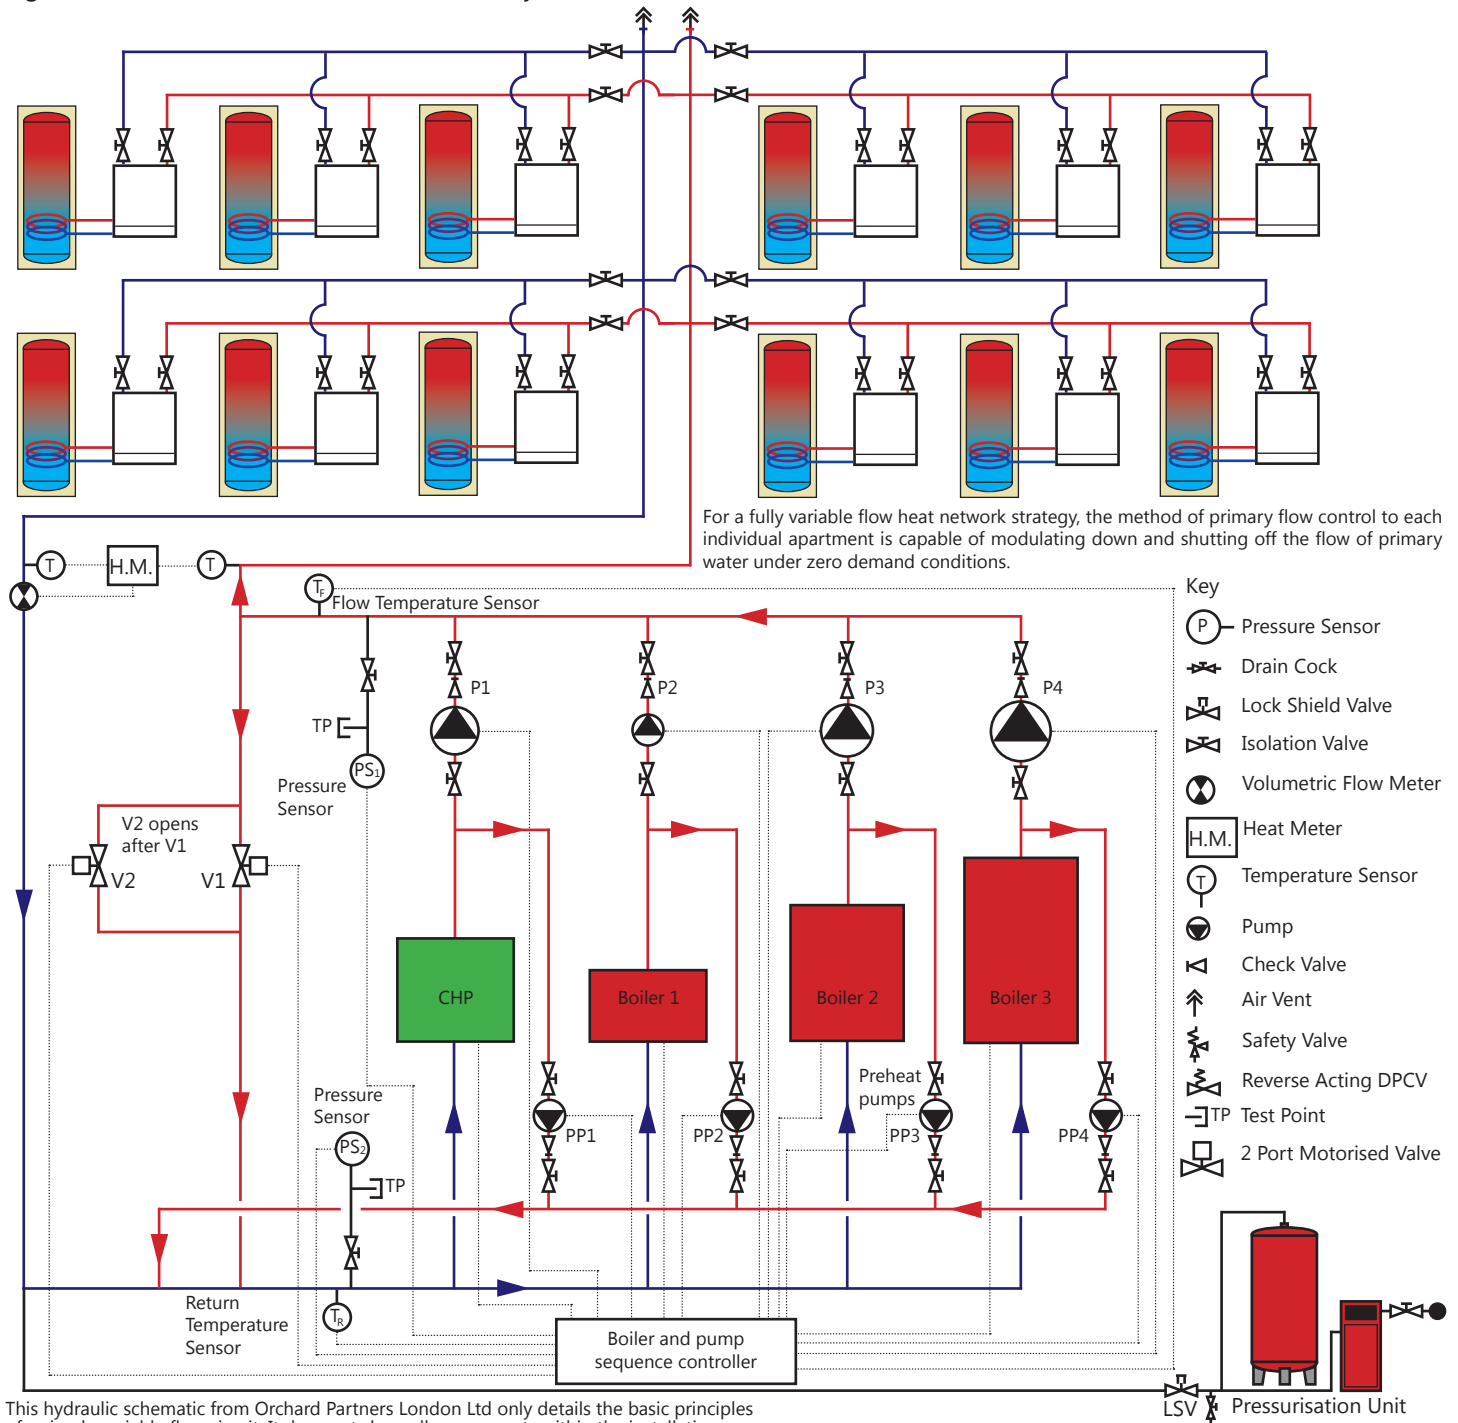 For a fully variable flow heat network strategy, the method of primary flow control to each
individual apartment is capable of modulating down and shutting off the flow of primary
water under zero demand conditions.
T
H.M.
T
TF
Flow Temperature Sensor
Key
P
Pressure Sensor
Drain Cock
Lock Shield Valve
Isolation Valve
Volumetric Flow Meter
H.M.
Heat Meter
T
Temperature Sensor
Pump
Check Valve
Air Vent
Safety Valve
Reverse Acting DPCV
TP
Test Point
2 Port Motorised Valve
P1
P2
P3
P4
TP
PS1
Pressure
Sensor
V2 opens
after V1
V2
V1
CHP
Boiler 1
Boiler 2
Boiler 3
Preheat
pumps
Pressure
Sensor
PS2
TP
PP1
PP2
PP3
PP4
Return
Temperature
Sensor
TR
Boiler and pump
sequence controller
LSV
Pressurisation Unit
This hydraulic schematic from Orchard Partners London Ltd only details the basic principles